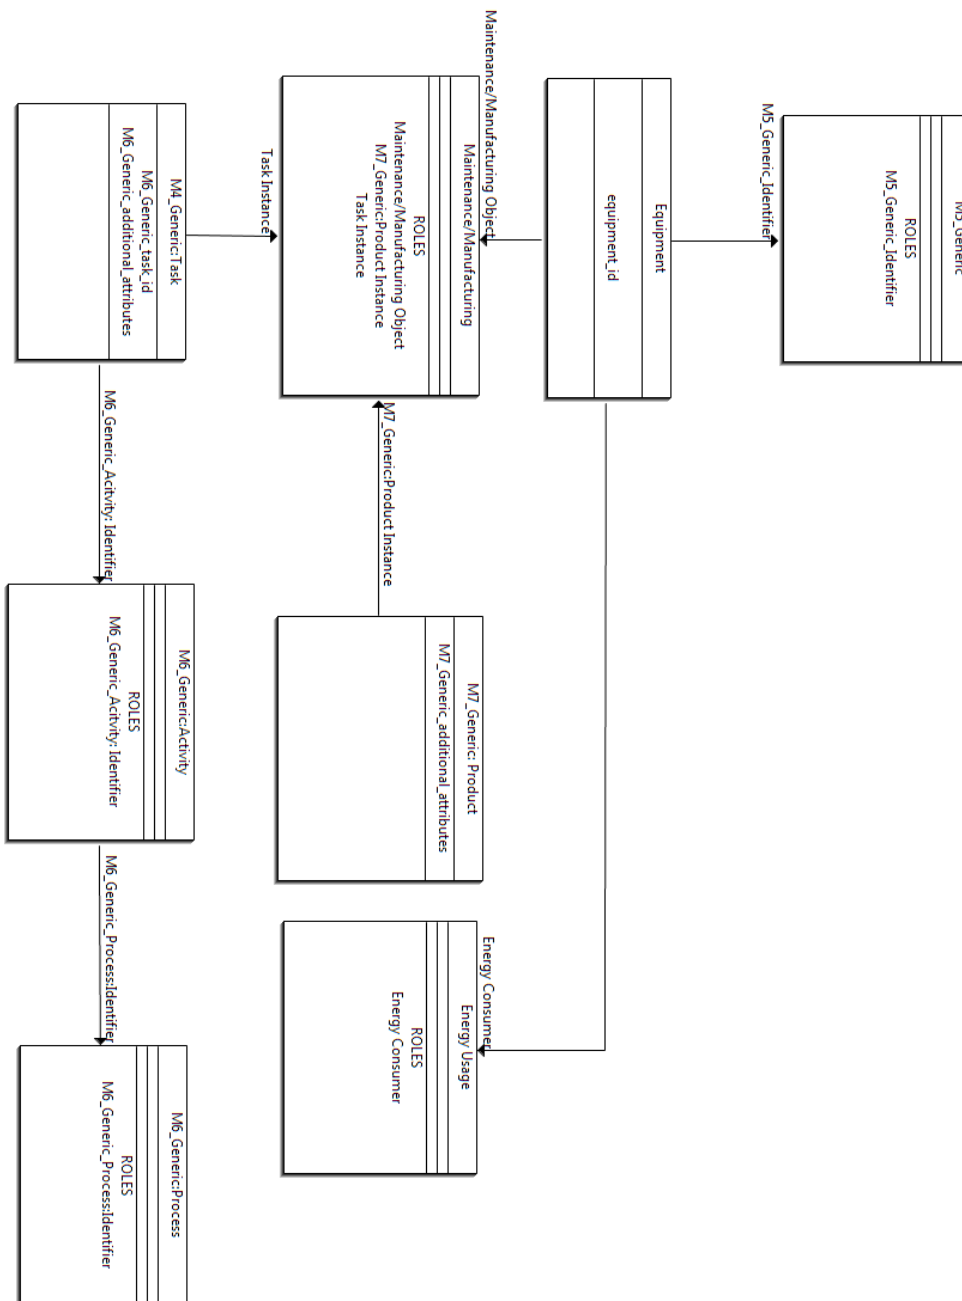 M5_Generic
ROLES
M5_Generic_Identifier
M5_Generic_Identifier
Equipment
equipment_id
Maintenance/Manufacturing Object
Maintenance/Manufacturing
ROLES
Maintenance/Manufacturing Object
M7_Generic:Product Instance
Task Instance
M7_Generic:Product Instance
M7_Generic: Product
M7_Generic_additional_attributes
Energy Consumer
Energy Usage
ROLES
Energy Consumer
Task Instance
M4_Generic:Task
M6_Generic_task_id
M6_Generic_additional_attributes
M6_Generic_Acitvity: Identifier
M6_Generic:Activity
ROLES
M6_Generic_Acitvity: Identifier
M6_Generic_Process:Identifier
M6_Generic:Process
ROLES
M6_Generic_Process:Identifier